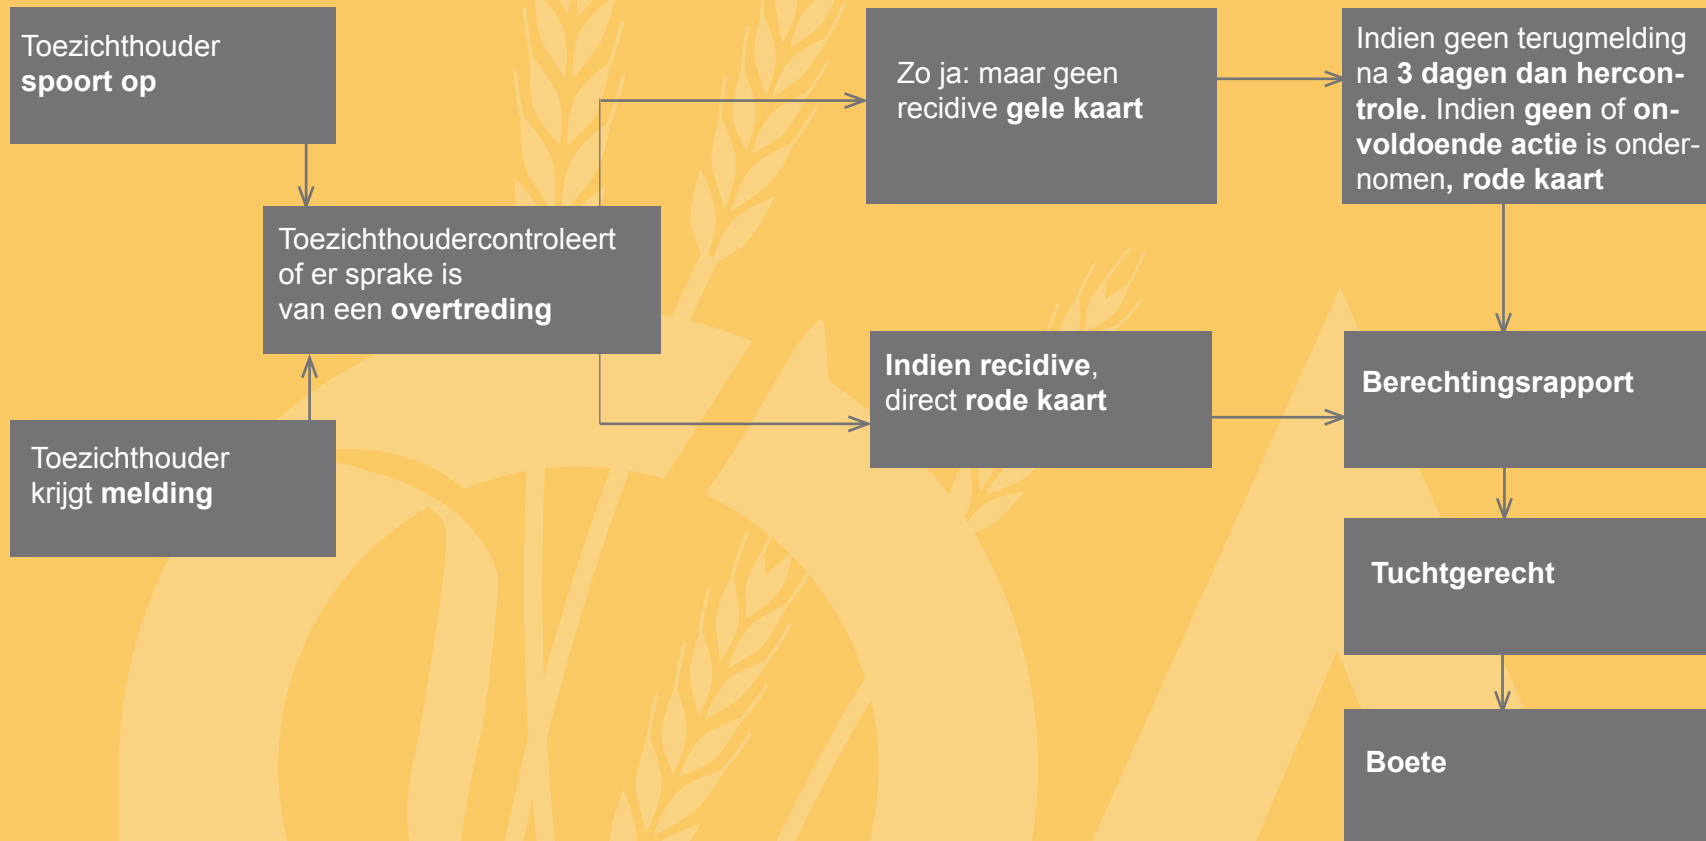 Toezichthouder
spoort op
Toezichthoudercontroleert
of er sprake is
van een overtreding
Toezichthouder
krijgt melding
Zo ja: maar geen
recidive gele kaart
Indien geen terugmelding
na 3 dagen dan hercon-
trole. Indien geen of on-
voldoende actie is onder-
nomen, rode kaart
Indien recidive,
direct rode kaart
Berechtingsrapport
Tuchtgerecht
Boete